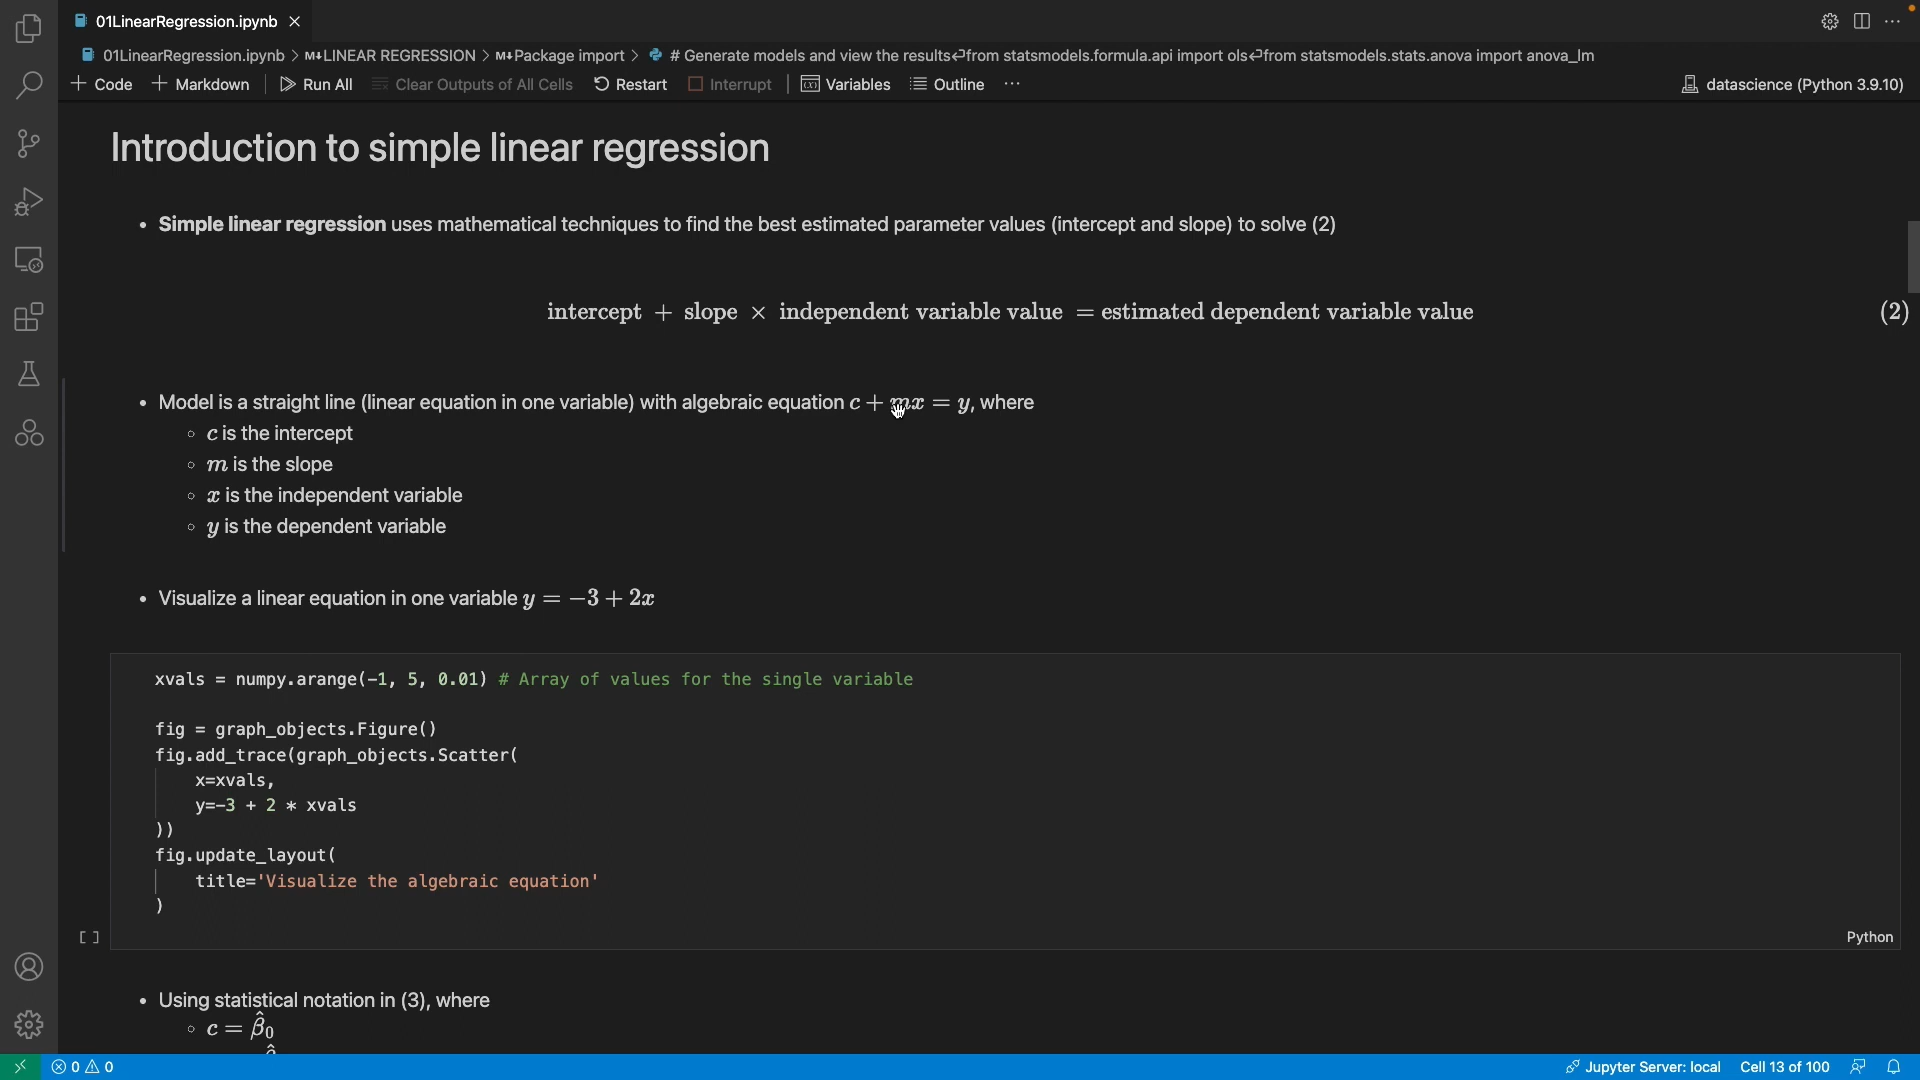 01LinearRegression.ipynb
01LinearRegression.ipynb > M↓LINEAR REGRESSION > M↓Package import > # Generate models and view the results↵from statsmodels.formula.api import ols↵from statsmodels.stats.anova import anova_lm
+ Code + Markdown Run All Clear Outputs of All Cells Restart Interrupt Variables Outline ··· datascience (Python 3.9.10)
Introduction to simple linear regression
• Simple linear regression uses mathematical techniques to find the best estimated parameter values (intercept and slope) to solve (2)
intercept + slope × independent variable value = estimated dependent variable value (2)
• Model is a straight line (linear equation in one variable) with algebraic equation c + mx = y, where
◦ c is the intercept
◦ m is the slope
◦ x is the independent variable
◦ y is the dependent variable
• Visualize a linear equation in one variable y = −3 + 2x
xvals = numpy.arange(-1, 5, 0.01) # Array of values for the single variable
fig = graph_objects.Figure()
fig.add_trace(graph_objects.Scatter(
x=xvals,
y=-3 + 2 * xvals
))
fig.update_layout(
title='Visualize the algebraic equation'
)
[ ] Python
• Using statistical notation in (3), where
◦ c = β̂₀
0 0 Jupyter Server: local Cell 13 of 100